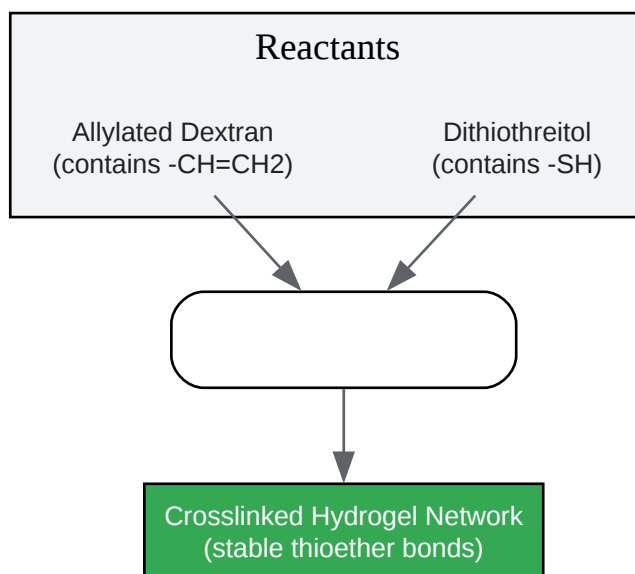 Reactants
Allylated Dextran
(contains -CH=CH2)
Dithiothreitol
(contains -SH)
Crosslinked Hydrogel Network
(stable thioether bonds)